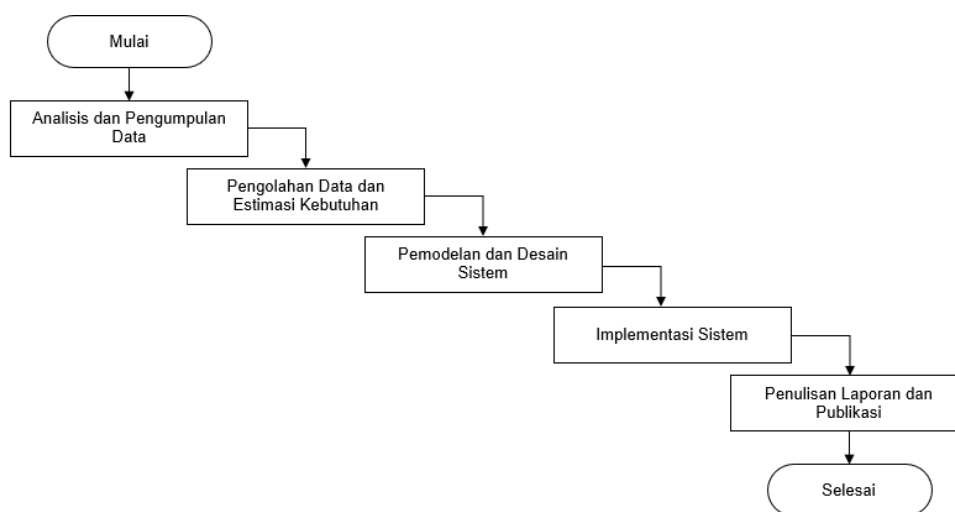 Mulai
Analisis dan Pengumpulan
Data
Pengolahan Data dan
Estimasi Kebutuhan
Pemodelan dan Desain
Sistem
Implementasi Sistem
Penulisan Laporan dan
Publikasi
Selesai